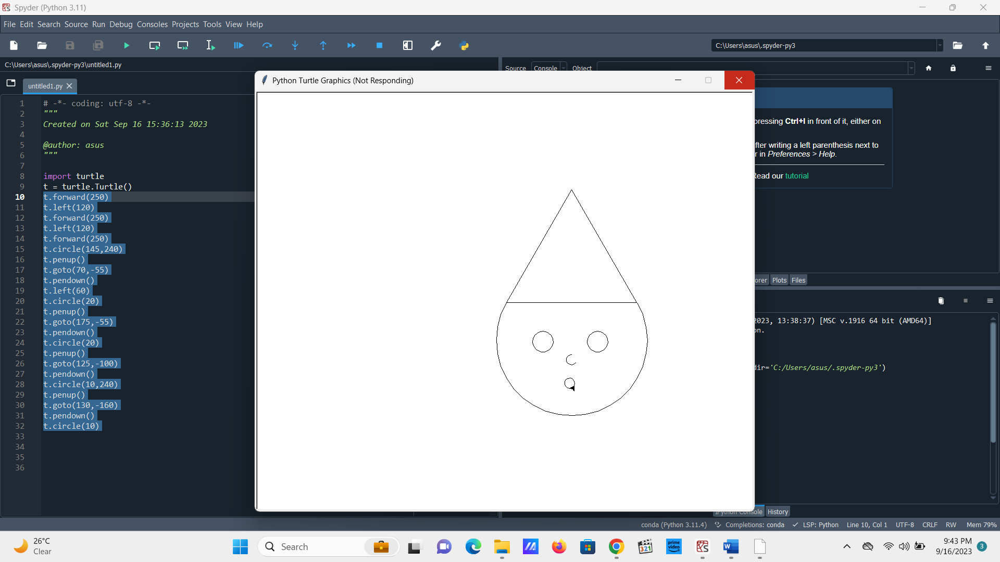 Spyder (Python 3.11)
File Edit Search Source Run Debug Consoles Projects Tools View Help
C:\Users\asus\.spyder-py3
C:\Users\asus\.spyder-py3\untitled1.py
Source Console Object
untitled1.py
Python Turtle Graphics (Not Responding)
1 # -*- coding: utf-8 -*-
2 """
3 Created on Sat Sep 16 15:36:13 2023
4
5 @author: asus
6 """
7
8 import turtle
9 t = turtle.Turtle()
10 t.forward(250)
11 t.left(120)
12 t.forward(250)
13 t.left(120)
14 t.forward(250)
15 t.circle(145,240)
16 t.penup()
17 t.goto(70,-55)
18 t.pendown()
19 t.left(60)
20 t.circle(20)
21 t.penup()
22 t.goto(175,-55)
23 t.pendown()
24 t.circle(20)
25 t.penup()
26 t.goto(125,-100)
27 t.pendown()
28 t.circle(10,240)
29 t.penup()
30 t.goto(130,-160)
31 t.pendown()
32 t.circle(10)
33
34
35
36
pressing Ctrl+I in front of it, either on
fter writing a left parenthesis next to
r in Preferences > Help.
Read our tutorial
orer Plots Files
2023, 13:38:37) [MSC v.1916 64 bit (AMD64)]
on.
dir='C:/Users/asus/.spyder-py3')
IPython Console History
conda (Python 3.11.4) Completions: conda LSP: Python Line 10, Col 1 UTF-8 CRLF RW Mem 79%
26°C
Clear
Search
321
prime
video
9:43 PM
9/16/2023
3